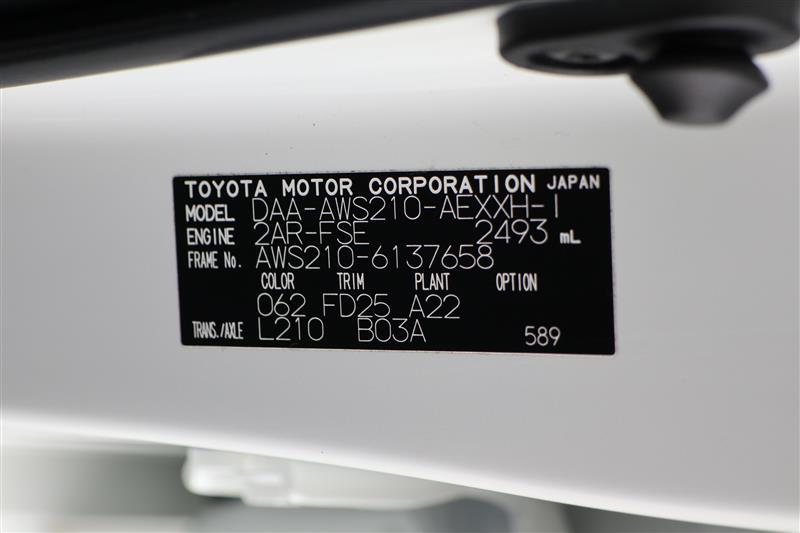 TOYOTA MOTOR CORPORATION JAPAN
MODEL DAA-AWS210-AEXXH-I
ENGINE 2AR-FSE 2493 mL
FRAME No. AWS210-6137658
COLOR TRIM PLANT OPTION
062 FD25 A22
TRANS./AXLE L210 B03A 589